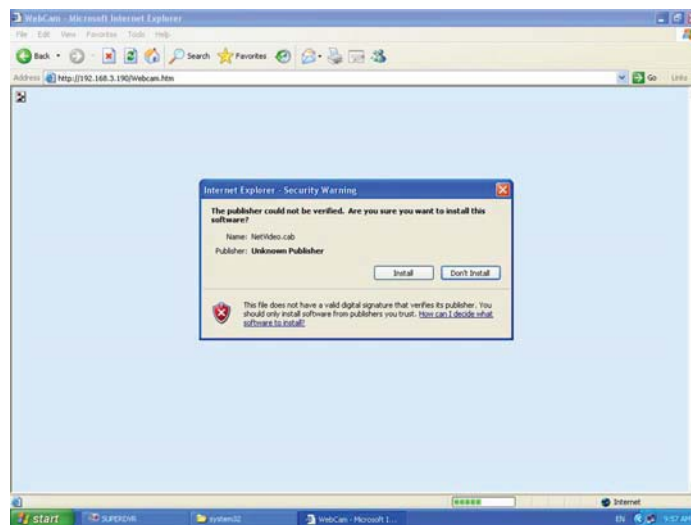 WebCam - Microsoft Internet Explorer
File Edit View Favorites Tools Help
Back Search Favorites
Address http://192.168.3.190/Webcam.htm Go Links
Internet Explorer - Security Warning
The publisher could not be verified. Are you sure you want to install this
software?
Name: NetVideo.cab
Publisher: Unknown Publisher
Install Don't Install
This file does not have a valid digital signature that verifies its publisher. You
should only install software from publishers you trust. How can I decide what
software to install?
Internet
start SUPERDVR system32 WebCam - Microsoft I... EN 9:57 AM